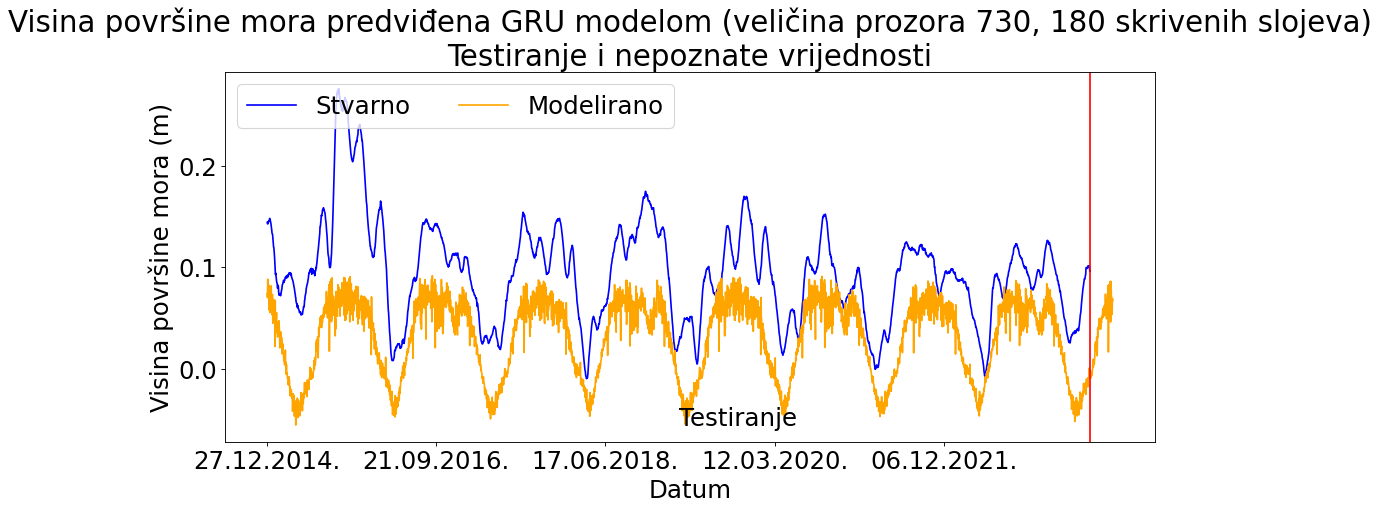 Visina površine mora predviđena GRU modelom (veličina prozora 730, 180 skrivenih slojeva)
Testiranje i nepoznate vrijednosti
Stvarno
Modelirano
Visina površine mora (m)
0.2
0.1
0.0
Testiranje
27.12.2014.
21.09.2016.
17.06.2018.
12.03.2020.
06.12.2021.
Datum